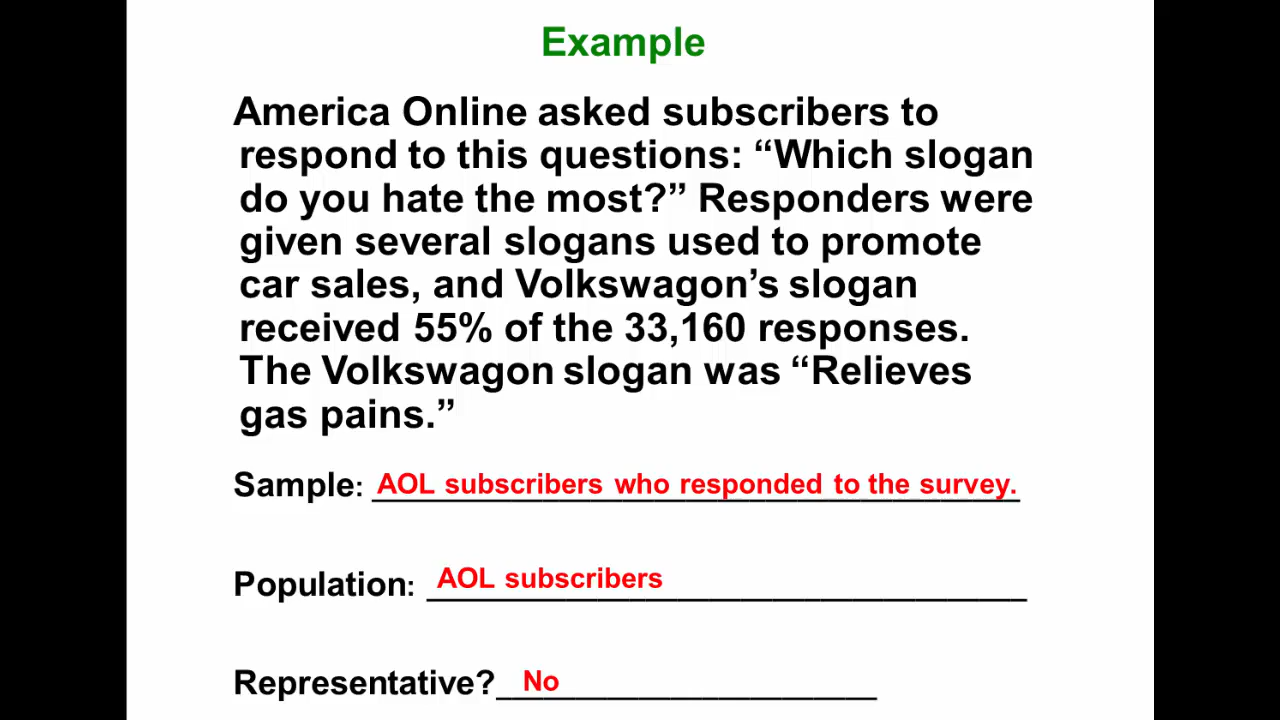 Example
America Online asked subscribers to
respond to this questions: “Which slogan
do you hate the most?” Responders were
given several slogans used to promote
car sales, and Volkswagon’s slogan
received 55% of the 33,160 responses.
The Volkswagon slogan was “Relieves
gas pains.”
Sample: AOL subscribers who responded to the survey.
Population: AOL subscribers
Representative? No